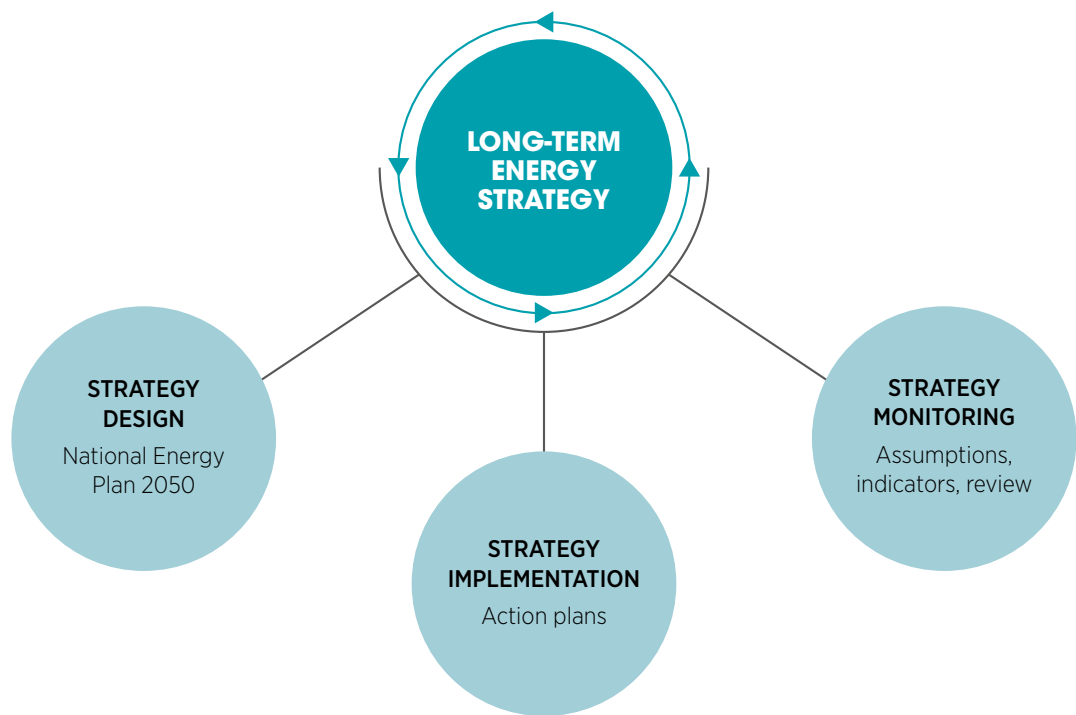 LONG-TERM
ENERGY
STRATEGY
STRATEGY
DESIGN
National Energy
Plan 2050
STRATEGY
IMPLEMENTATION
Action plans
STRATEGY
MONITORING
Assumptions,
indicators, review